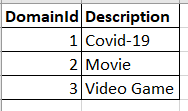 DomainId Description
1 Covid-19
2 Movie
3 Video Game